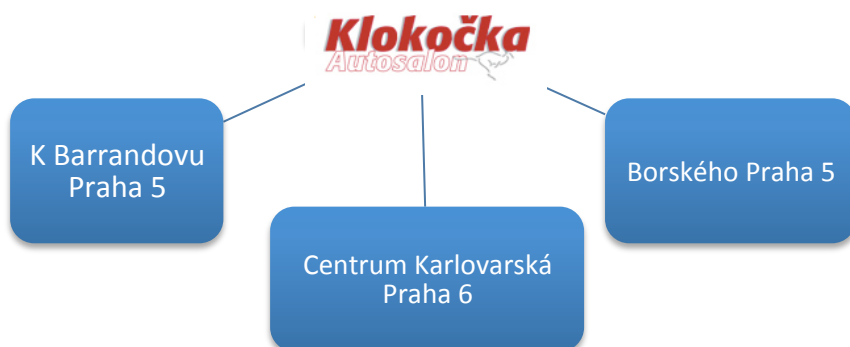 Klokočka
Autosalon
K Barrandovu
Praha 5
Centrum Karlovarská
Praha 6
Borského Praha 5